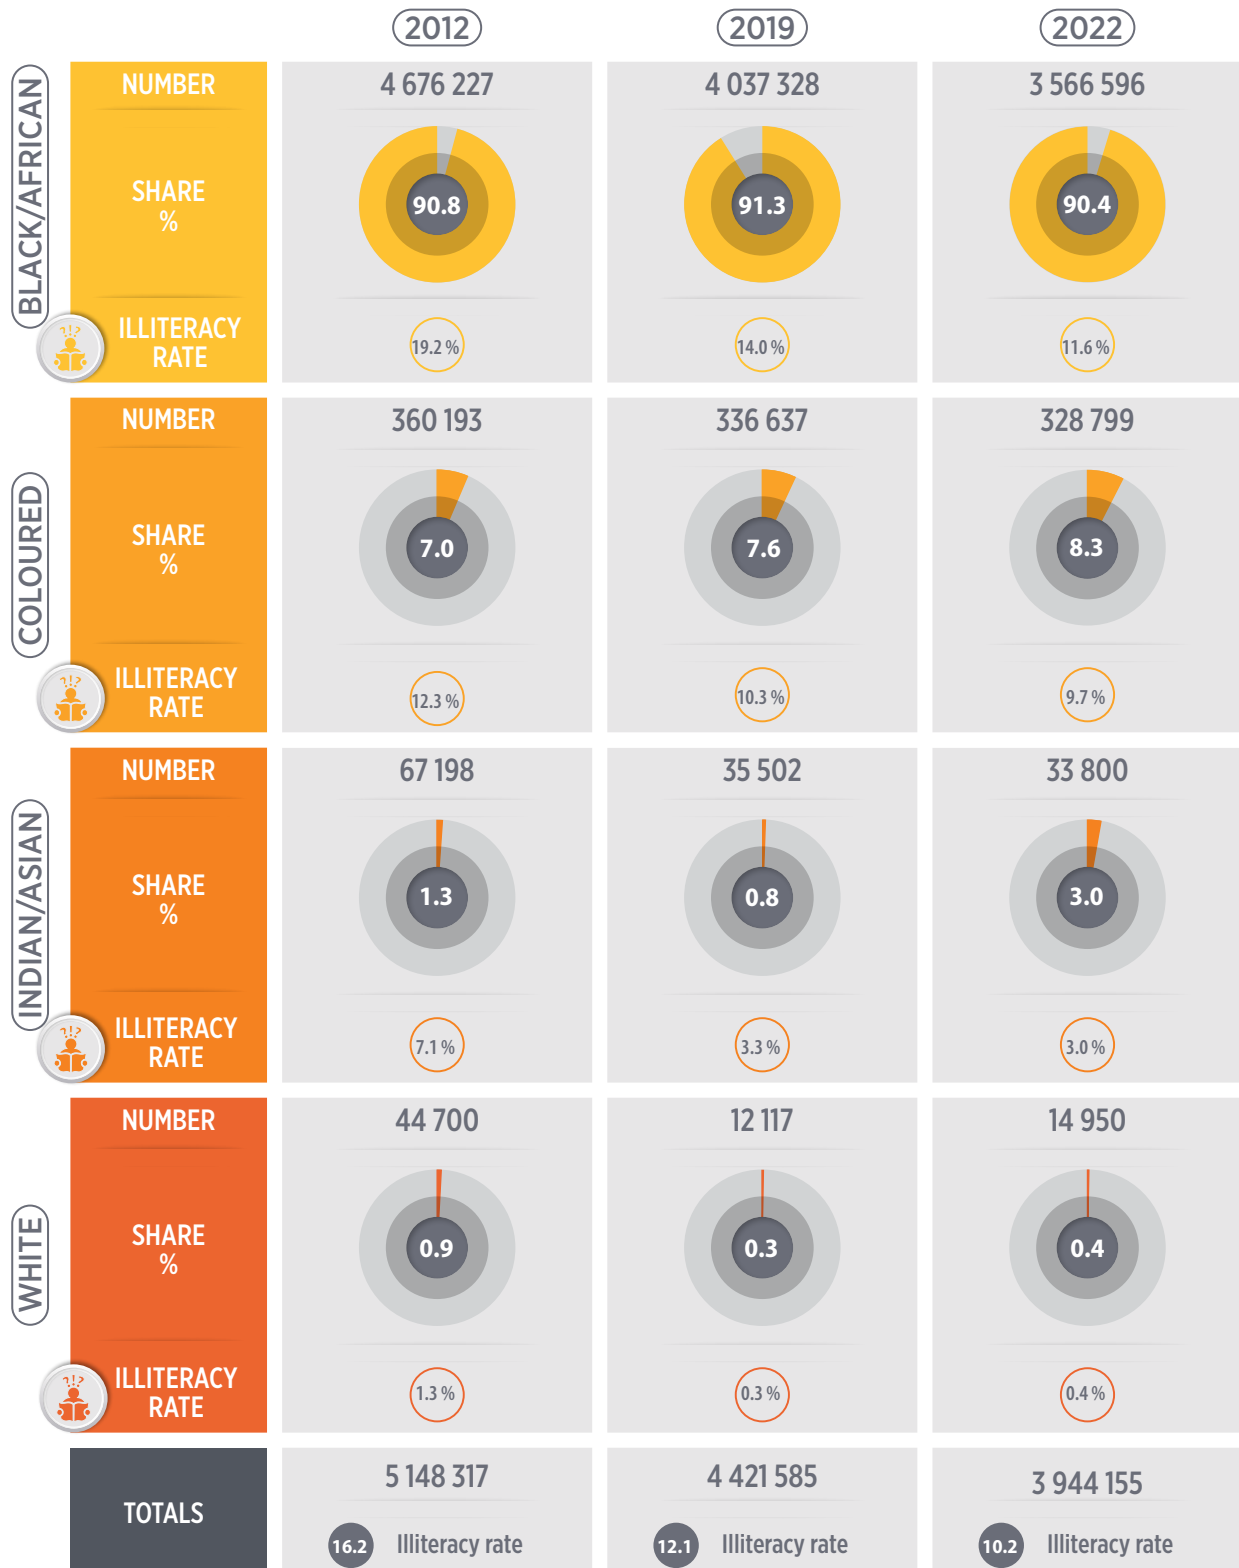 2012
2019
2022
BLACK/AFRICAN
NUMBER
4 676 227
4 037 328
3 566 596
SHARE
%
90.8
91.3
90.4
?!?
ILLITERACY
RATE
19.2 %
14.0 %
11.6 %
COLOURED
NUMBER
360 193
336 637
328 799
SHARE
%
7.0
7.6
8.3
?!?
ILLITERACY
RATE
12.3 %
10.3 %
9.7 %
INDIAN/ASIAN
NUMBER
67 198
35 502
33 800
SHARE
%
1.3
0.8
3.0
?!?
ILLITERACY
RATE
7.1 %
3.3 %
3.0 %
WHITE
NUMBER
44 700
12 117
14 950
SHARE
%
0.9
0.3
0.4
?!?
ILLITERACY
RATE
1.3 %
0.3 %
0.4 %
TOTALS
5 148 317
4 421 585
3 944 155
16.2 Illiteracy rate
12.1 Illiteracy rate
10.2 Illiteracy rate